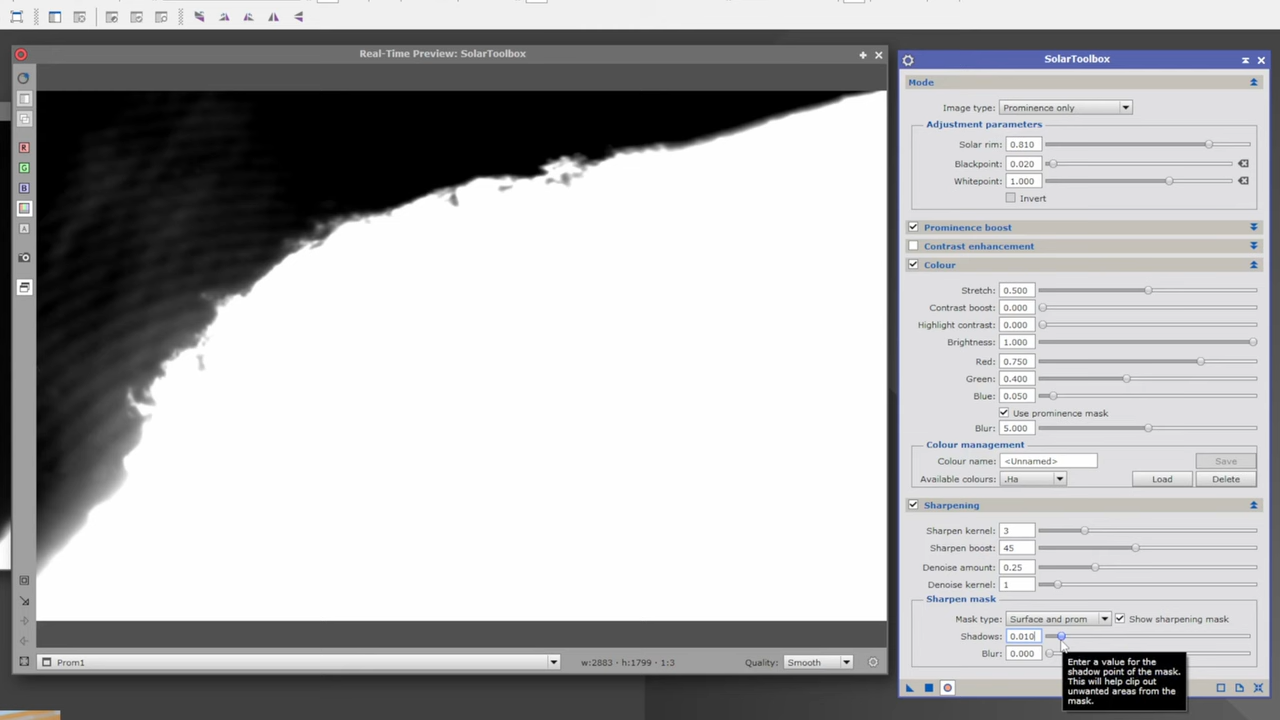 Real-Time Preview: SolarToolbox
R
G
B
A
Prom1
w:2883 · h:1799 · 1:3
Quality: Smooth
SolarToolbox
Mode
Image type: Prominence only
Adjustment parameters
Solar rim: 0.810
Blackpoint: 0.020
Whitepoint: 1.000
Invert
Prominence boost
Contrast enhancement
Colour
Stretch: 0.500
Contrast boost: 0.000
Highlight contrast: 0.000
Brightness: 1.000
Red: 0.750
Green: 0.400
Blue: 0.050
Use prominence mask
Blur: 5.000
Colour management
Colour name: <Unnamed> Save
Available colours: .Ha Load Delete
Sharpening
Sharpen kernel: 3
Sharpen boost: 45
Denoise amount: 0.25
Denoise kernel: 1
Sharpen mask
Mask type: Surface and prom Show sharpening mask
Shadows: 0.010
Blur: 0.000
Enter a value for the
shadow point of the mask.
This will help clip out
unwanted areas from the
mask.